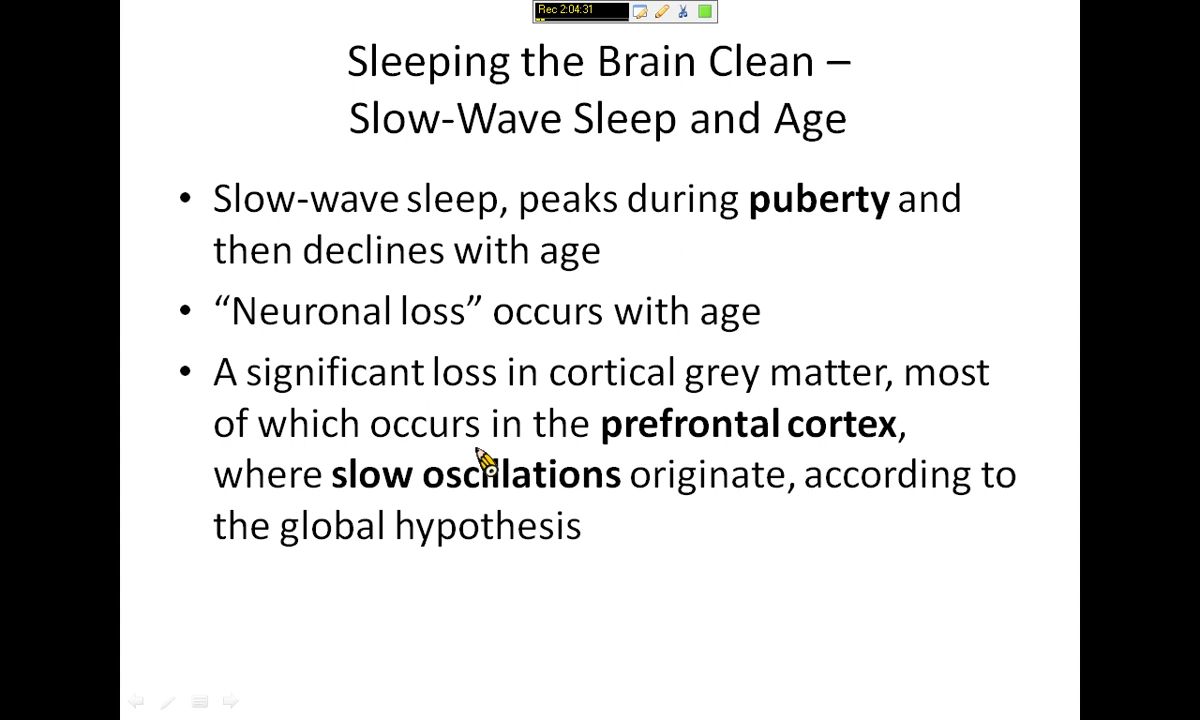 Rec 2:04:31
Sleeping the Brain Clean –
Slow-Wave Sleep and Age
• Slow-wave sleep, peaks during puberty and
then declines with age
• “Neuronal loss” occurs with age
• A significant loss in cortical grey matter, most
of which occurs in the prefrontal cortex,
where slow oscillations originate, according to
the global hypothesis